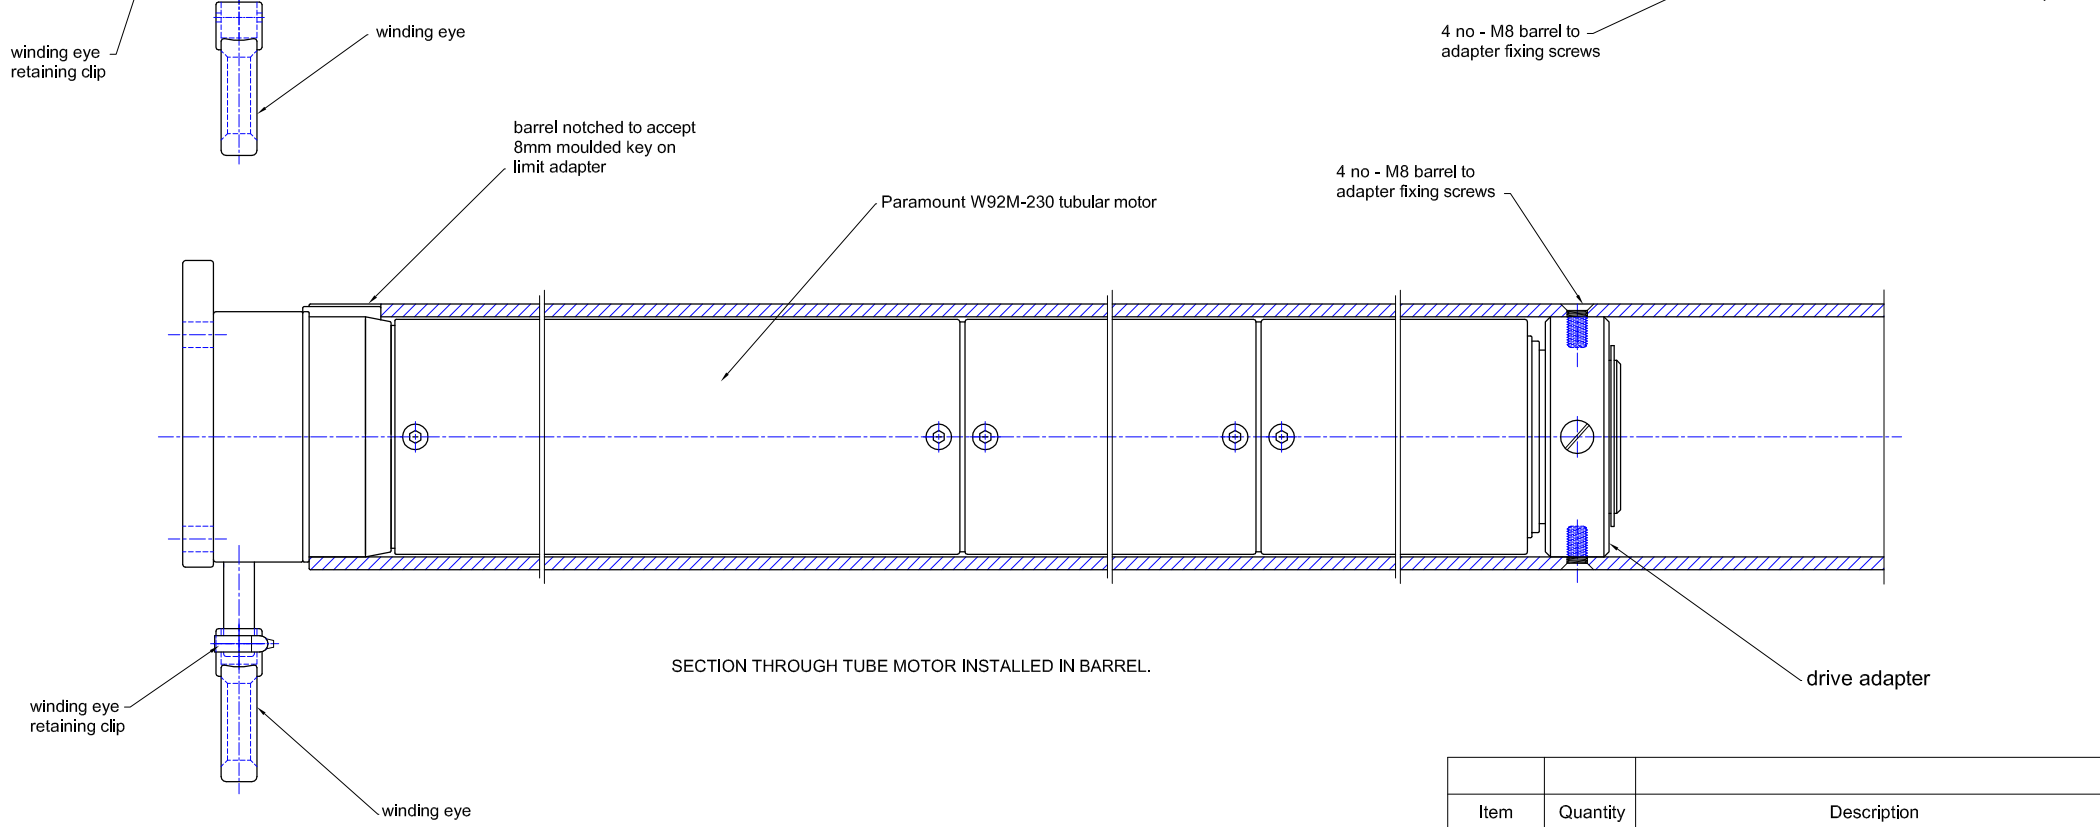 winding eye
retaining clip
winding eye
4 no - M8 barrel to
adapter fixing screws
barrel notched to accept
8mm moulded key on
limit adapter
Paramount W92M-230 tubular motor
4 no - M8 barrel to
adapter fixing screws
SECTION THROUGH TUBE MOTOR INSTALLED IN BARREL.
drive adapter
winding eye
retaining clip
winding eye
Item Quantity Description